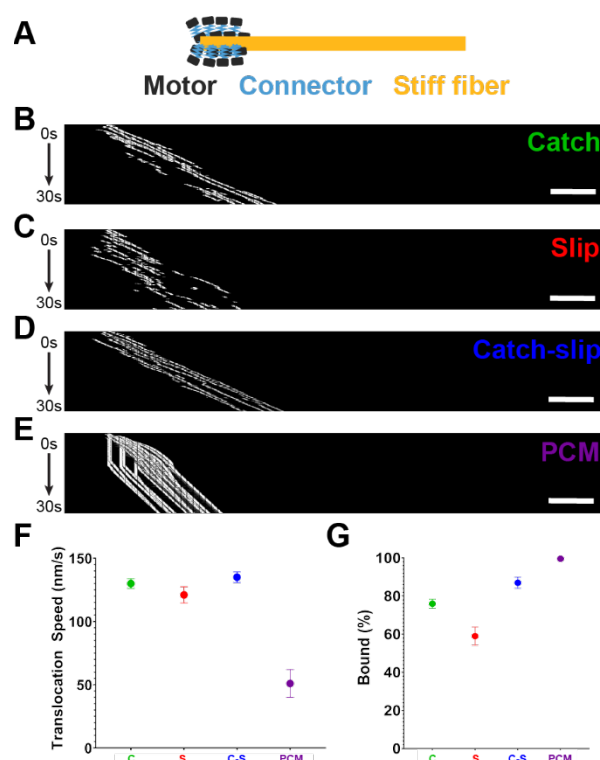 A
Motor Connector Stiff fiber
B
0s
30s
Catch
C
0s
30s
Slip
D
0s
30s
Catch-slip
E
0s
30s
PCM
F
Translocation Speed (nm/s)
150
100
50
0
C S C-S PCM
G
Bound (%)
100
80
60
40
20
0
C S C-S PCM